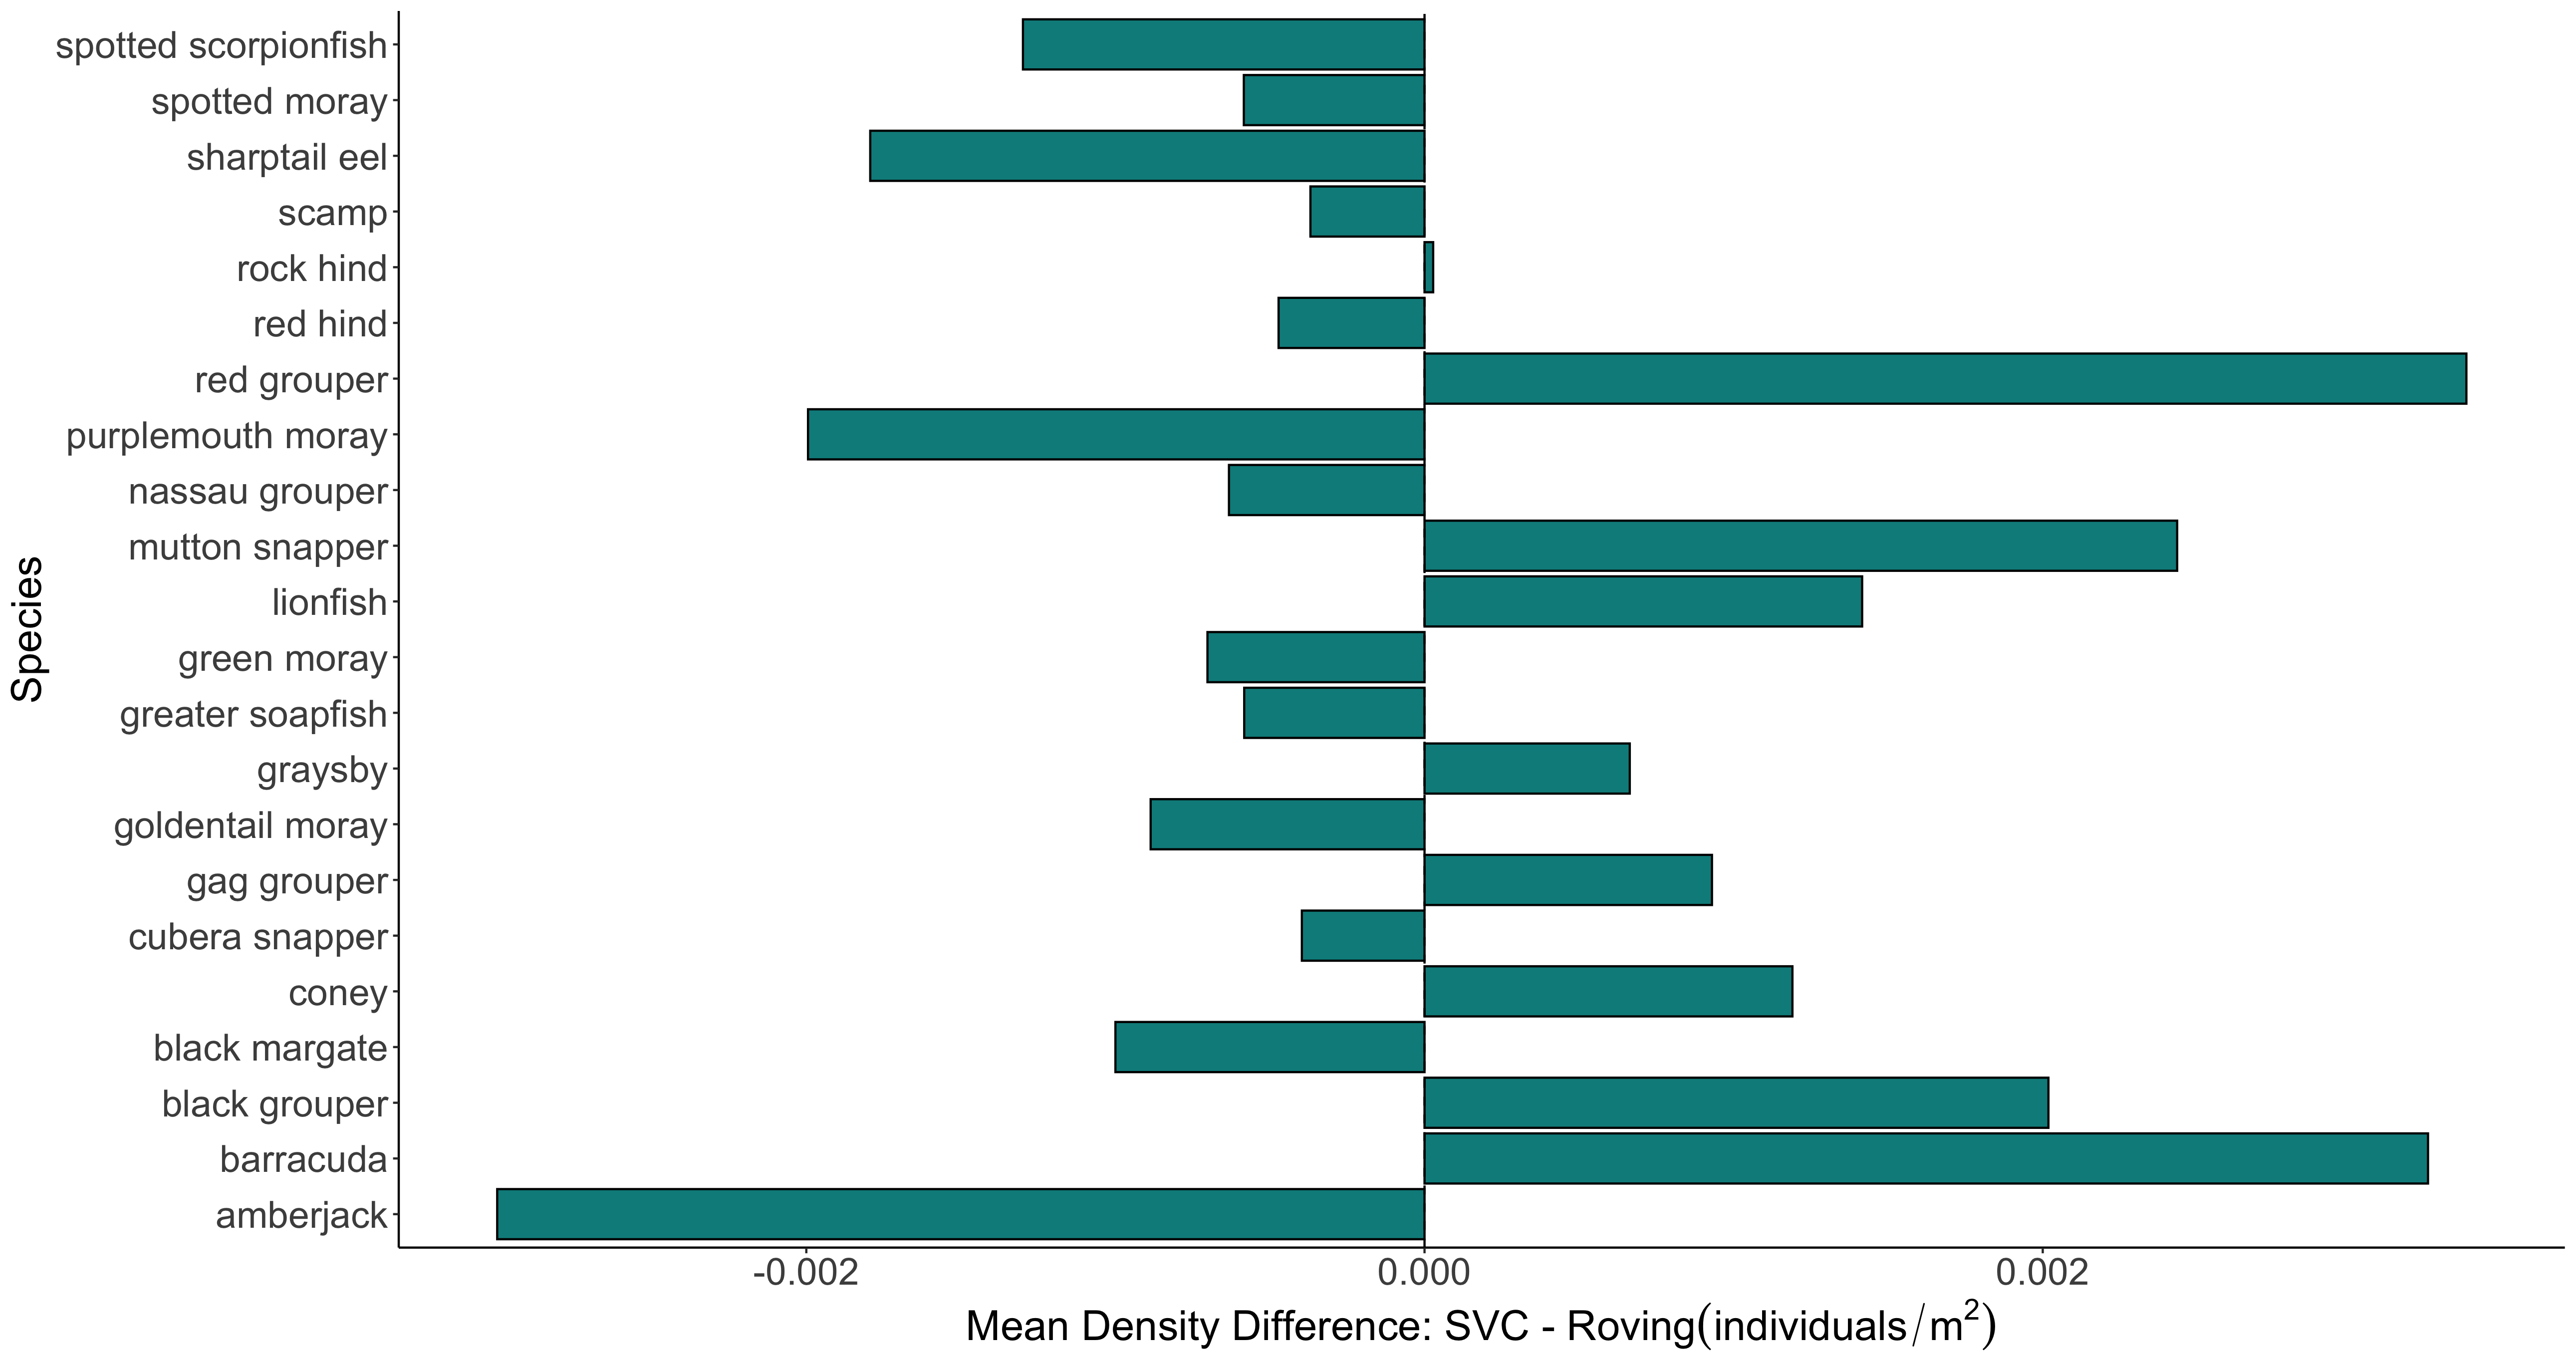 spotted scorpionfish
spotted moray
sharptail eel
scamp
rock hind
red hind
red grouper
purplemouth moray
nassau grouper
mutton snapper
lionfish
green moray
greater soapfish
graysby
goldentail moray
gag grouper
cubera snapper
coney
black margate
black grouper
barracuda
amberjack
Species
-0.002 0.000 0.002
Mean Density Difference: SVC - Roving(individuals/m²)